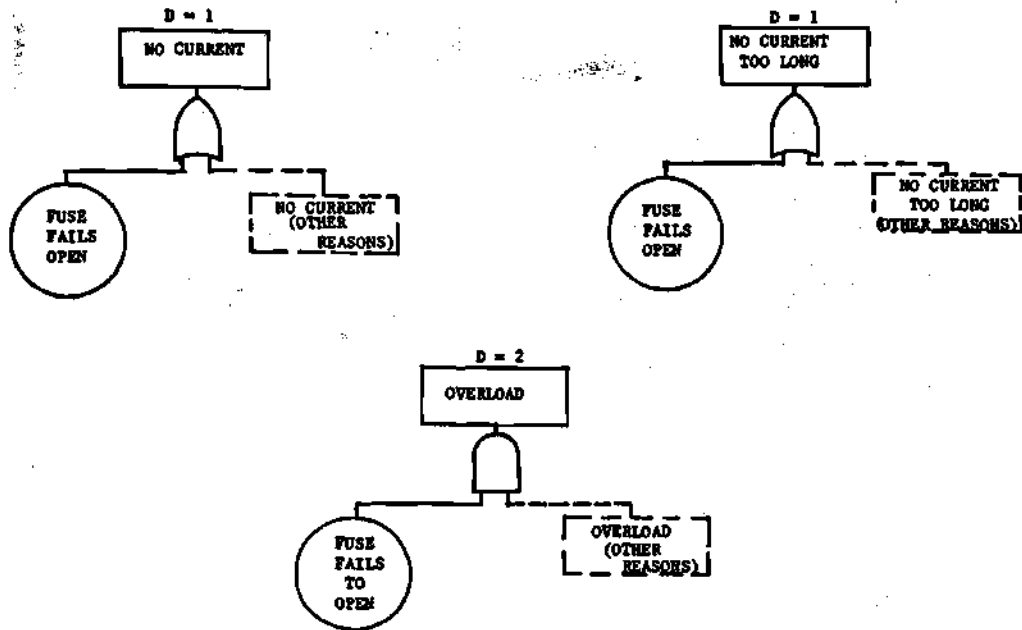 D = 1
NO CURRENT
FUSE
FAILS
OPEN
NO CURRENT
(OTHER
REASONS)
D = 1
NO CURRENT
TOO LONG
FUSE
FAILS
OPEN
NO CURRENT
TOO LONG
(OTHER REASONS)
D = 2
OVERLOAD
FUSE
FAILS
TO
OPEN
OVERLOAD
(OTHER
REASONS)